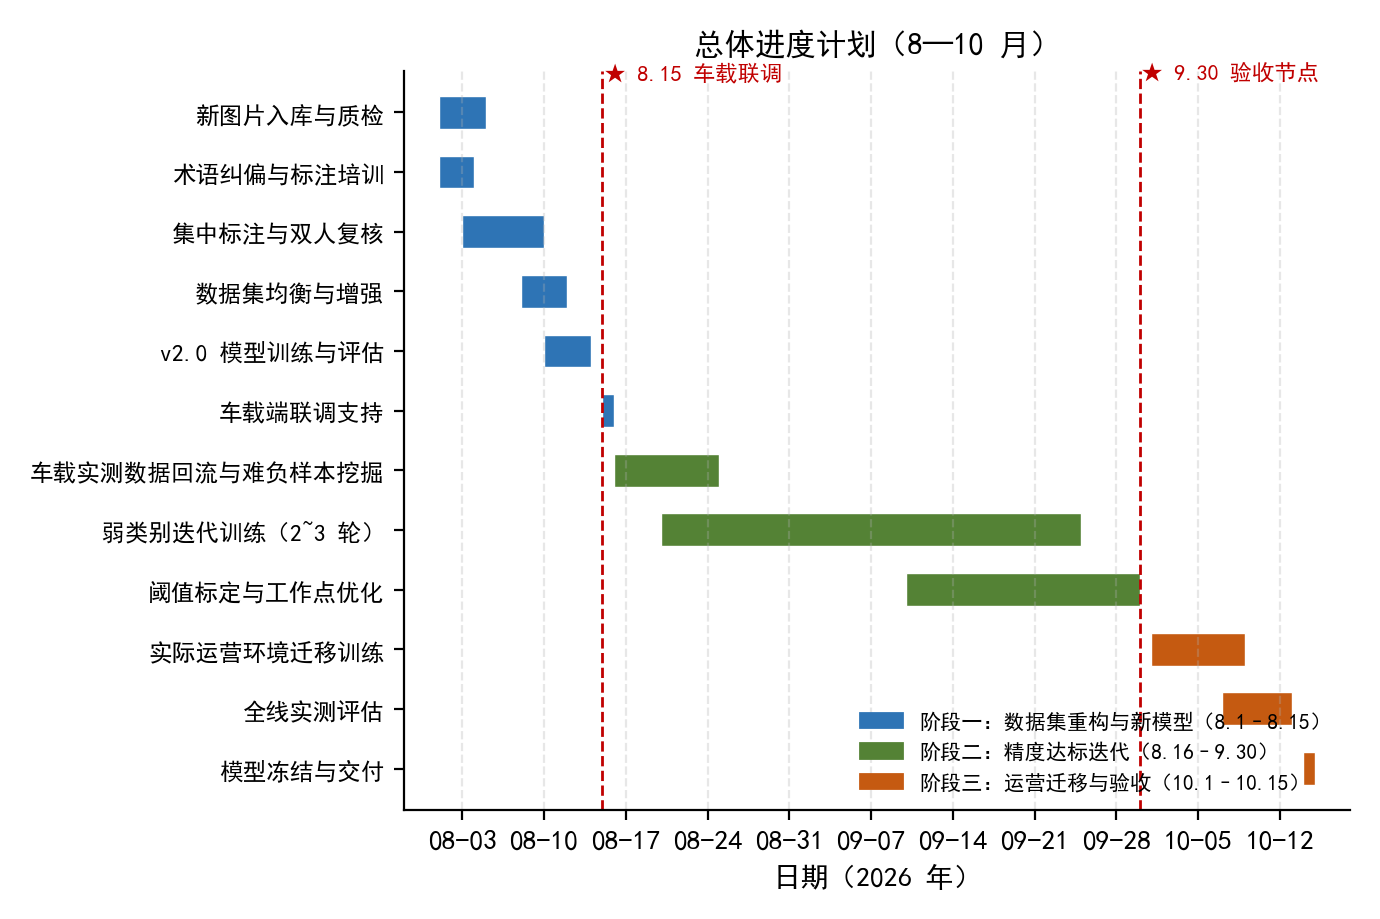 总体进度计划（8—10 月）
★ 8.15 车载联调
★ 9.30 验收节点
新图片入库与质检
术语纠偏与标注培训
集中标注与双人复核
数据集均衡与增强
v2.0 模型训练与评估
车载端联调支持
车载实测数据回流与难负样本挖掘
弱类别迭代训练（2~3 轮）
阈值标定与工作点优化
实际运营环境迁移训练
全线实测评估
模型冻结与交付
阶段一：数据集重构与新模型（8.1–8.15）
阶段二：精度达标迭代（8.16–9.30）
阶段三：运营迁移与验收（10.1–10.15）
08-03 08-10 08-17 08-24 08-31 09-07 09-14 09-21 09-28 10-05 10-12
日期（2026 年）